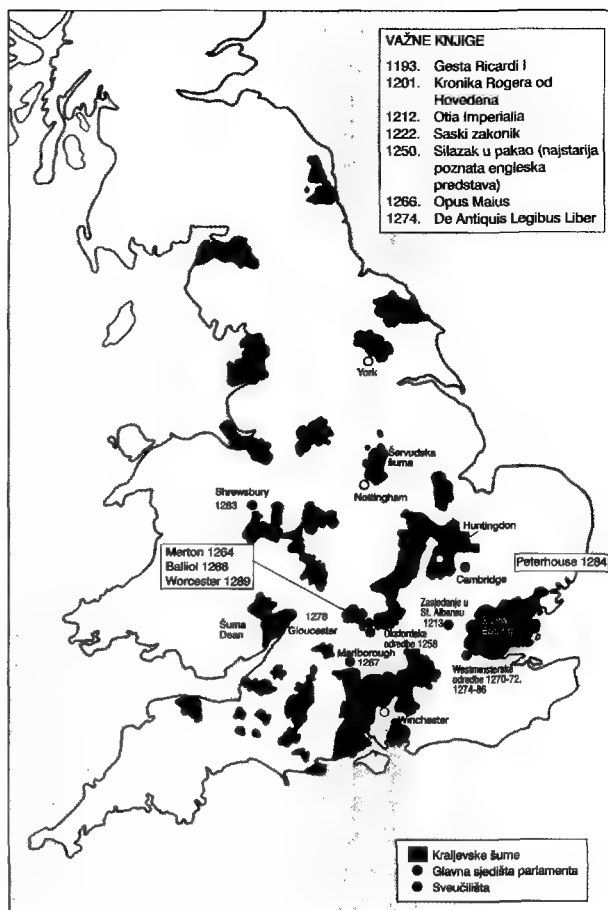 VAŽNE KNJIGE
1193. Gesta Ricardi I
1201. Kronika Rogera od
Hovedena
1212. Otia Imperialia
1222. Saski zakonik
1250. Silazak u pakao (najstarija
poznata engleska
predstava)
1266. Opus Maius
1274. De Antiquis Legibus Liber
York
Šervudska
šuma
Nottingham
Shrewsbury
1283
Huntingdon
Merton 1264
Balliol 1266
Worcester 1289
Peterhouse 1284
Cambridge
Zasjedanje u
St. Albansu
1213
Šuma
Dean
1278
Gloucester
Oksfordske
odredbe 1258
Marlborough
1267
Westminsterske
odredbe 1270-72,
1274-86
Winchester
Kraljevske šume
Glavna sjedišta parlamenta
Sveučilišta